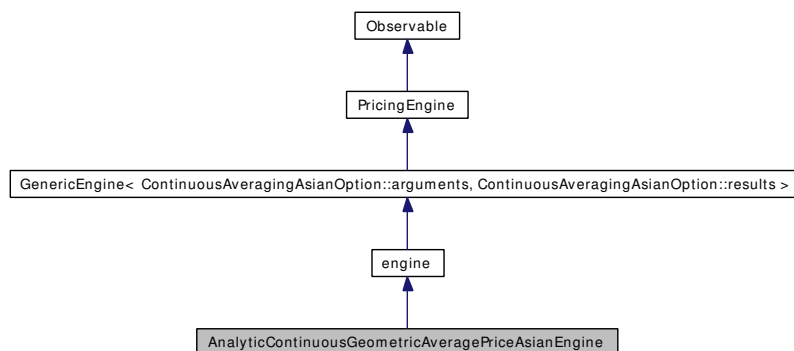 Observable
PricingEngine
GenericEngine< ContinuousAveragingAsianOption::arguments, ContinuousAveragingAsianOption::results >
engine
AnalyticContinuousGeometricAveragePriceAsianEngine